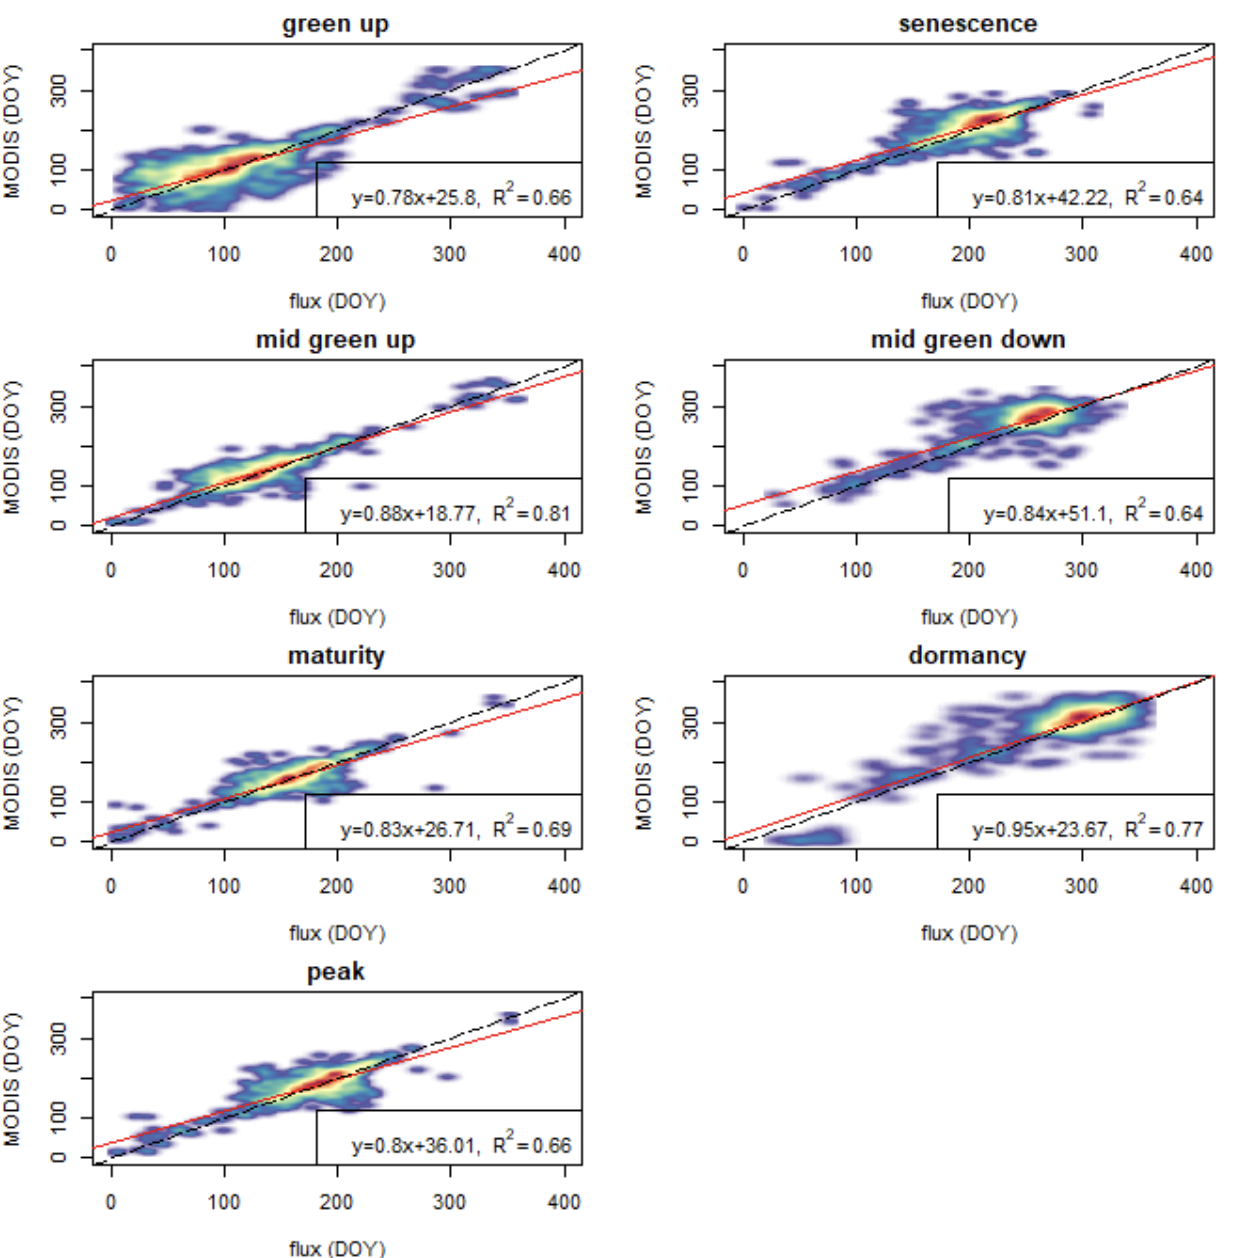 green up
MODIS (DOY)
0 100 300
y=0.78x+25.8, R²=0.66
0 100 200 300 400
flux (DOY)
senescence
MODIS (DOY)
0 100 300
y=0.81x+42.22, R²=0.64
0 100 200 300 400
flux (DOY)
mid green up
MODIS (DOY)
0 100 300
y=0.88x+18.77, R²=0.81
0 100 200 300 400
flux (DOY)
mid green down
MODIS (DOY)
0 100 300
y=0.84x+51.1, R²=0.64
0 100 200 300 400
flux (DOY)
maturity
MODIS (DOY)
0 100 300
y=0.83x+26.71, R²=0.69
0 100 200 300 400
flux (DOY)
dormancy
MODIS (DOY)
0 100 300
y=0.95x+23.67, R²=0.77
0 100 200 300 400
flux (DOY)
peak
MODIS (DOY)
0 100 300
y=0.8x+36.01, R²=0.66
0 100 200 300 400
flux (DOY)